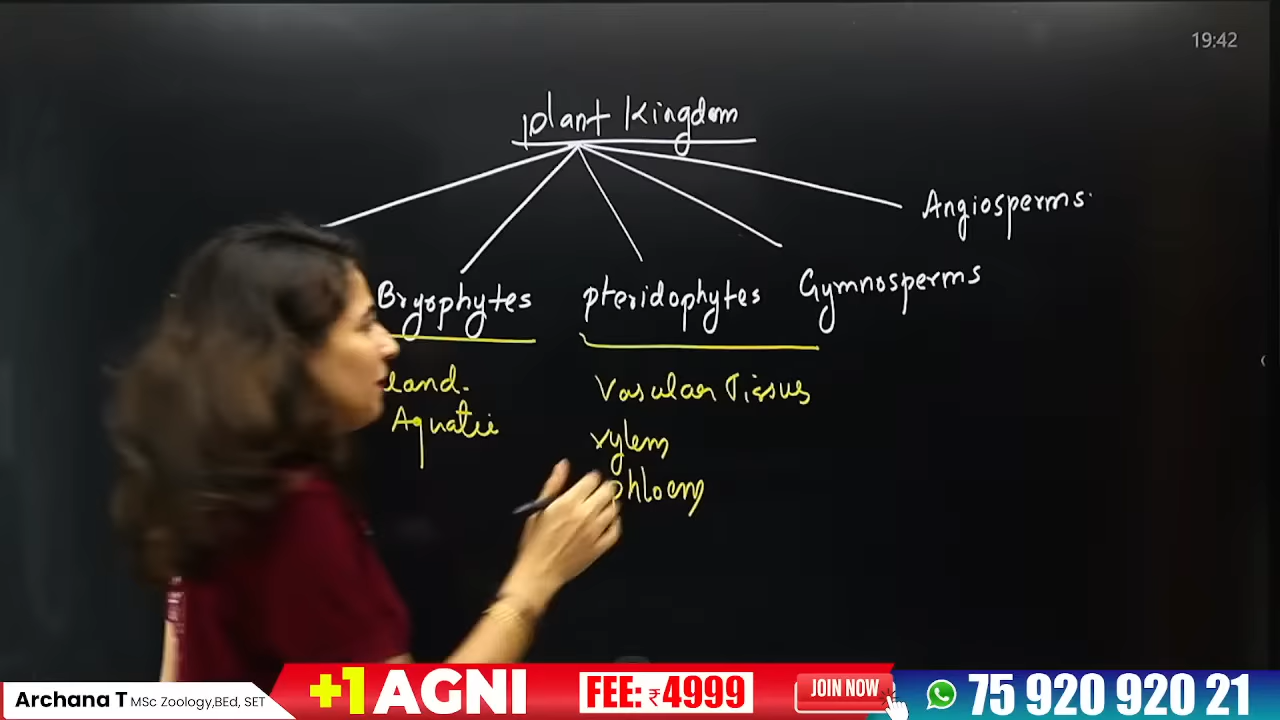 19:42
plant Kingdom
Angiosperms.
Bryophytes
pteridophytes
Gymnosperms
land.
Aquatic
Vascular Tissues
xylem
phloem
Archana T MSc Zoology,BEd, SET
+1 AGNI
FEE: ₹4999
JOIN NOW
75 920 920 21